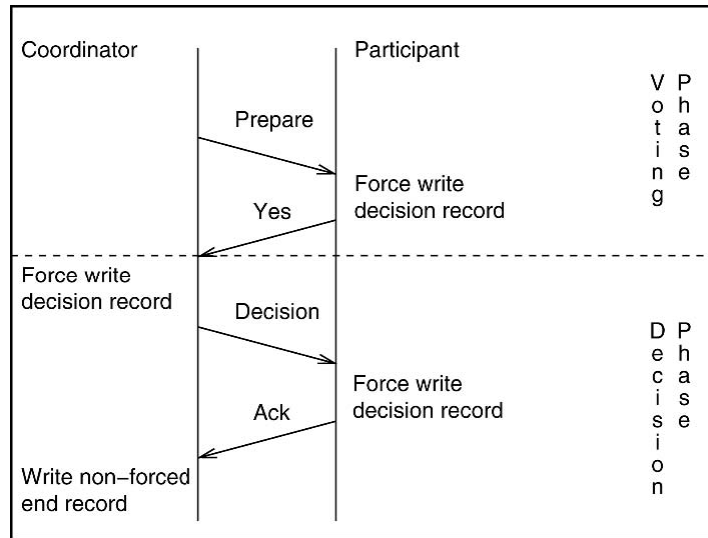 Coordinator
Participant
Voting
Phase
Prepare
Force write
decision record
Yes
Force write
decision record
Decision
Decision
Phase
Force write
decision record
Ack
Write non–forced
end record